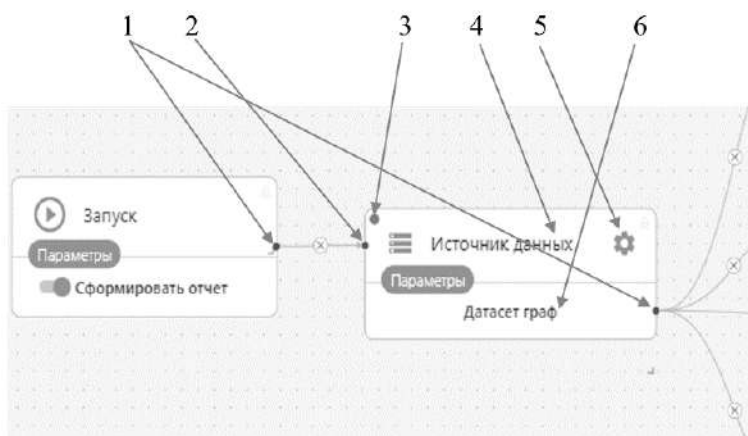 1 2 3 4 5 6
Запуск
Параметры
Сформировать отчет
Источник данных
Параметры
Датасет граф